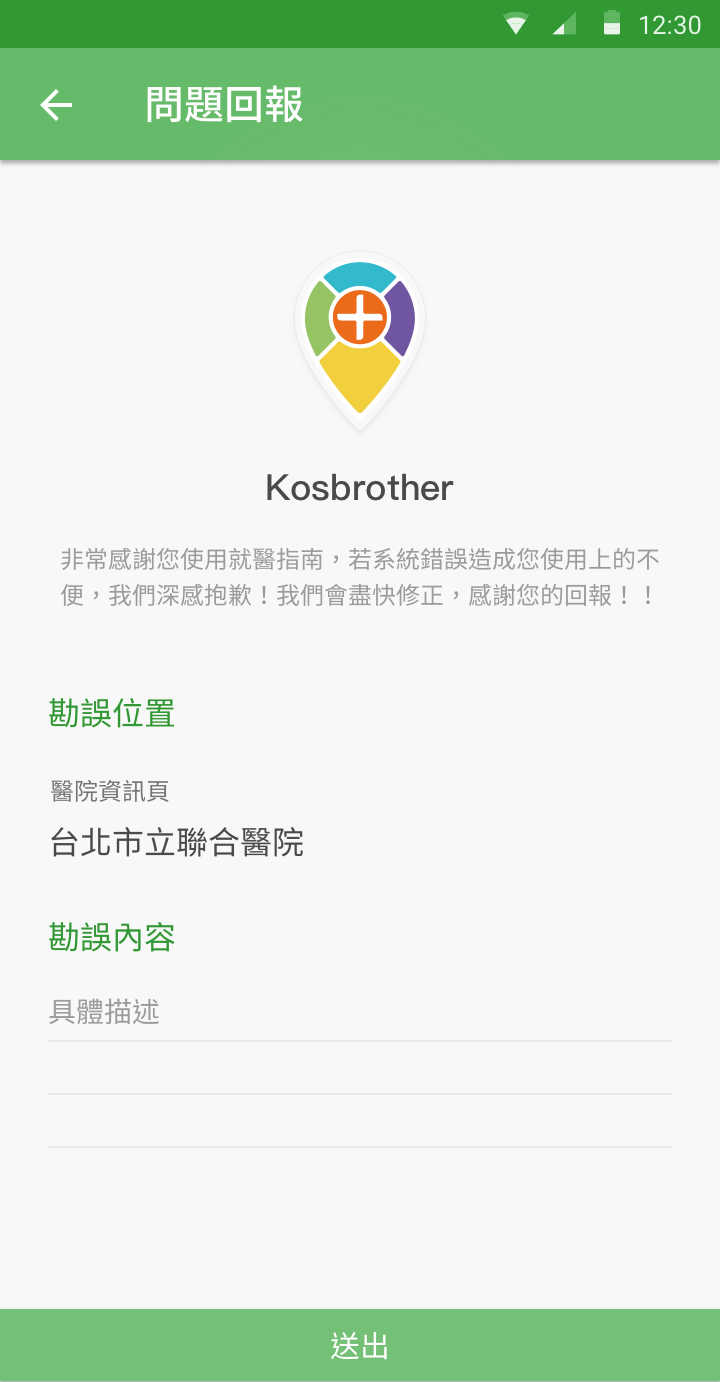 12:30
問題回報
Kosbrother
非常感謝您使用就醫指南，若系統錯誤造成您使用上的不
便，我們深感抱歉！我們會盡快修正，感謝您的回報！！
勘誤位置
醫院資訊頁
台北市立聯合醫院
勘誤內容
具體描述
送出